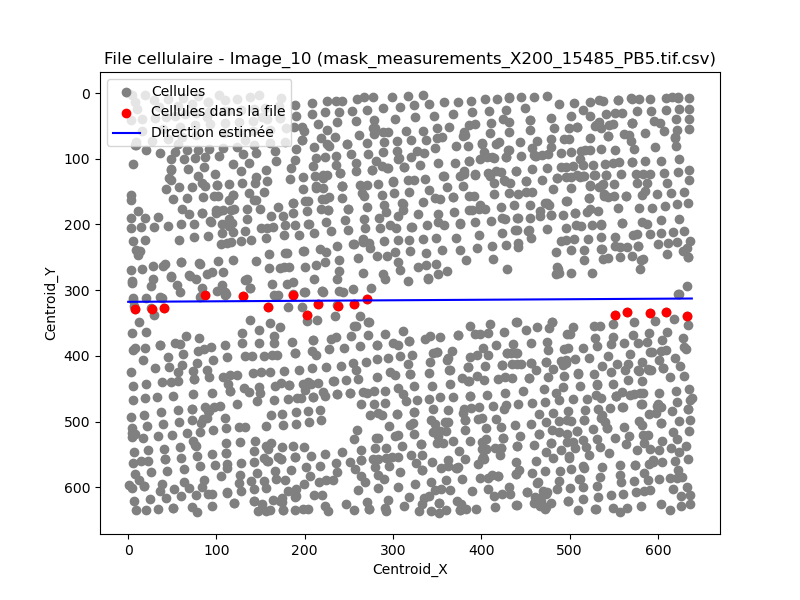 File cellulaire - Image_10 (mask_measurements_X200_15485_PB5.tif.csv)
Cellules
Cellules dans la file
Direction estimée
0
100
200
300
400
500
600
Centroid_Y
0 100 200 300 400 500 600
Centroid_X